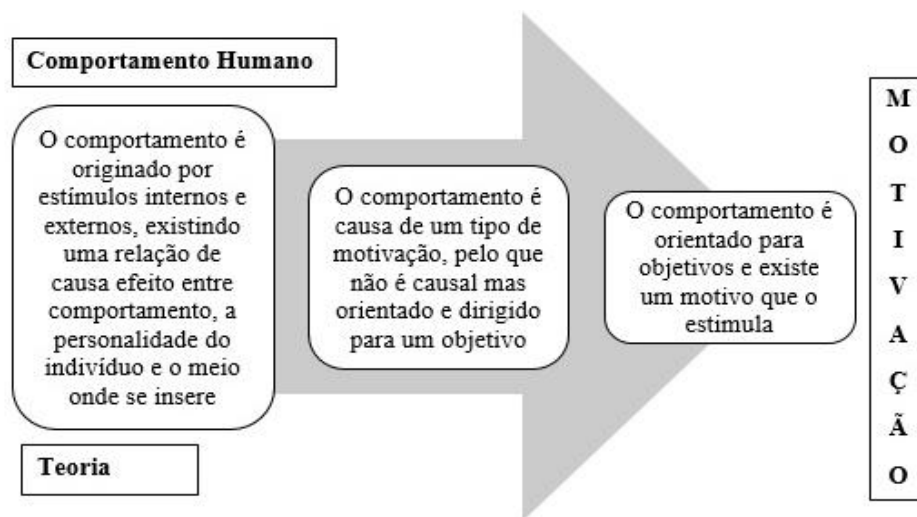 Comportamento Humano
O comportamento é
originado por
estímulos internos e
externos, existindo
uma relação de
causa efeito entre
comportamento, a
personalidade do
indivíduo e o meio
onde se insere
Teoria
O comportamento é
causa de um tipo de
motivação, pelo que
não é causal mas
orientado e dirigido
para um objetivo
O comportamento é
orientado para
objetivos e existe
um motivo que o
estimula
M
O
T
I
V
A
Ç
Ã
O